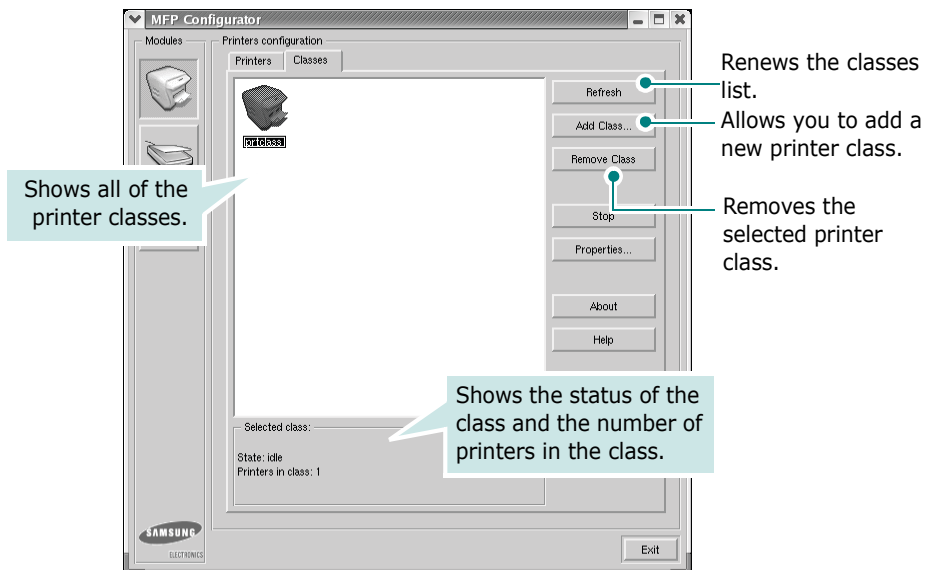 MFP Configurator
Modules
Printers configuration
Printers
Classes
prtclass1
Refresh
Add Class...
Remove Class
Stop
Properties...
About
Help
Selected class:
State: idle
Printers in class: 1
SAMSUNG
ELECTRONICS
Exit
Renews the classes
list.
Allows you to add a
new printer class.
Removes the
selected printer
class.
Shows all of the
printer classes.
Shows the status of the
class and the number of
printers in the class.